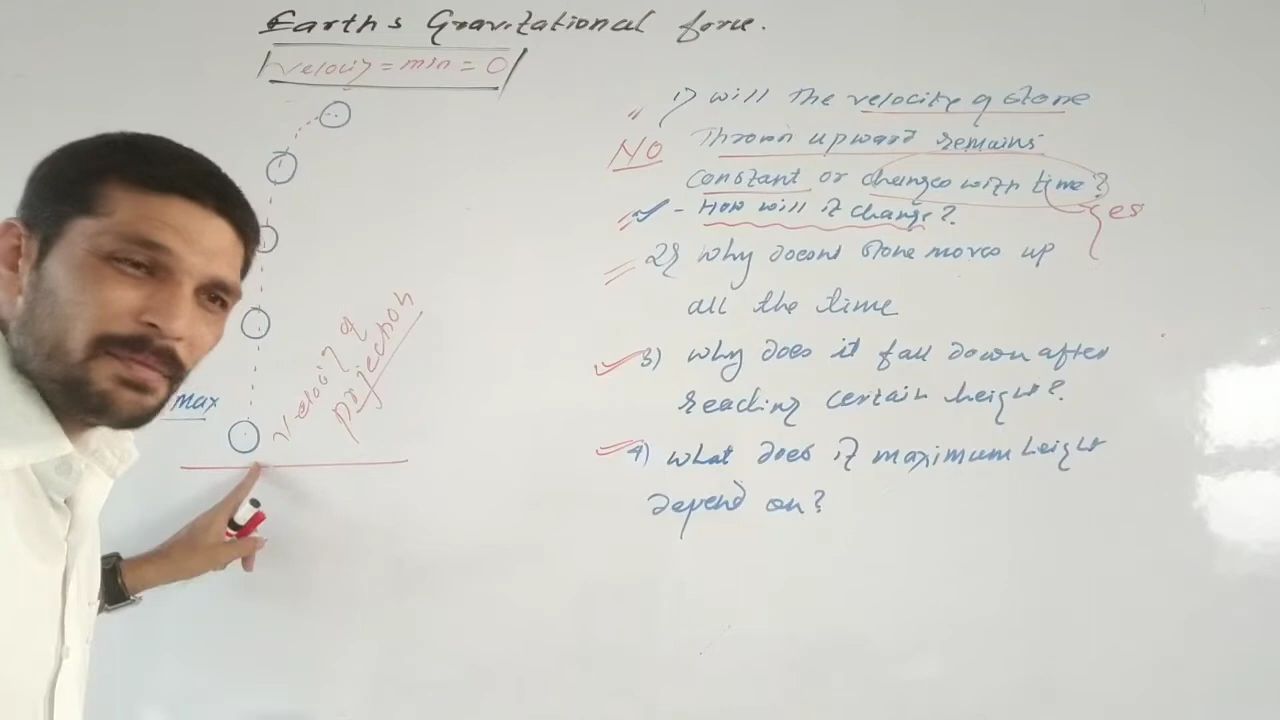 Earth's Gravitational force.
velocity = min = 0
1) will The velocity of stone
Thrown upward remains
NO
constant or changes with time?
- How will it change?
yes
2) why doesnt stone moves up
all the time
3) why does it fall down after
reaching certain height?
4) what does it maximum height
depend on?
max
velocity of
projection